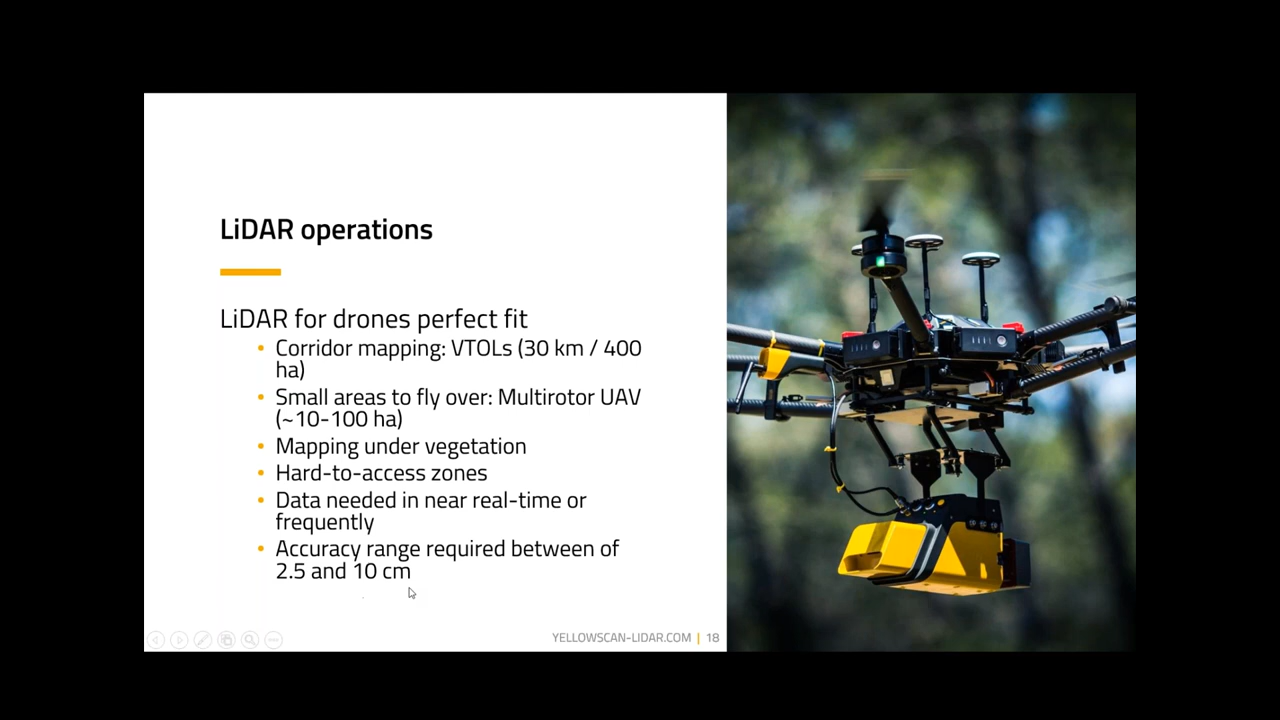 LiDAR operations
LiDAR for drones perfect fit
• Corridor mapping: VTOLs (30 km / 400
ha)
• Small areas to fly over: Multirotor UAV
(~10-100 ha)
• Mapping under vegetation
• Hard-to-access zones
• Data needed in near real-time or
frequently
• Accuracy range required between of
2.5 and 10 cm
YELLOWSCAN-LIDAR.COM | 18